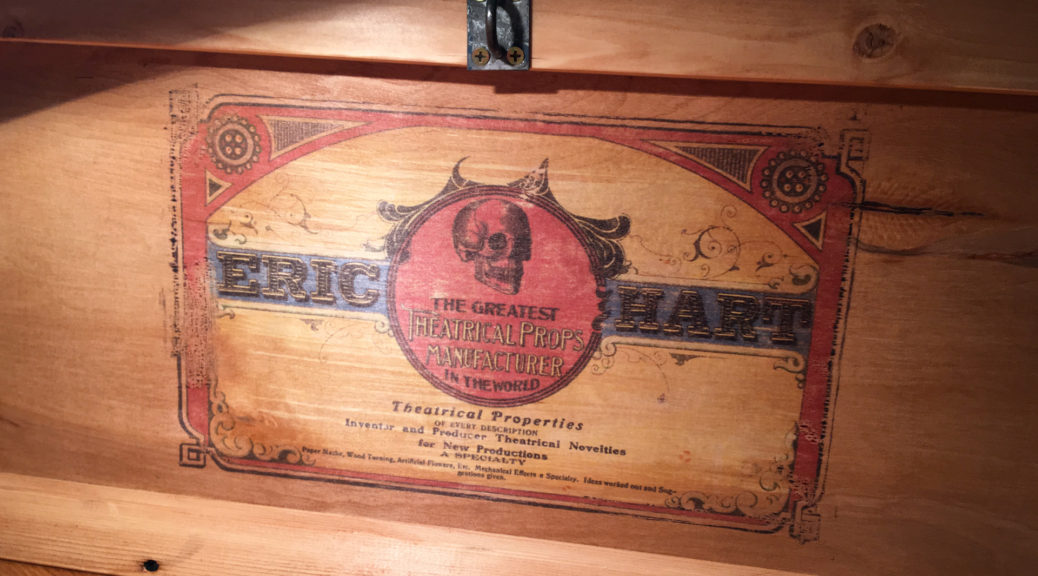 ERIC HART
THE GREATEST
THEATRICAL PROPS
MANUFACTURER
IN THE WORLD
Theatrical Properties
OF EVERY DESCRIPTION
Inventor and Producer Theatrical Novelties
for New Productions
A SPECIALTY
Paper Mache, Wood Turning, Artificial Flowers, Etc. Mechanical Effects a Specialty. Ideas worked out and Sug-
gestions given.